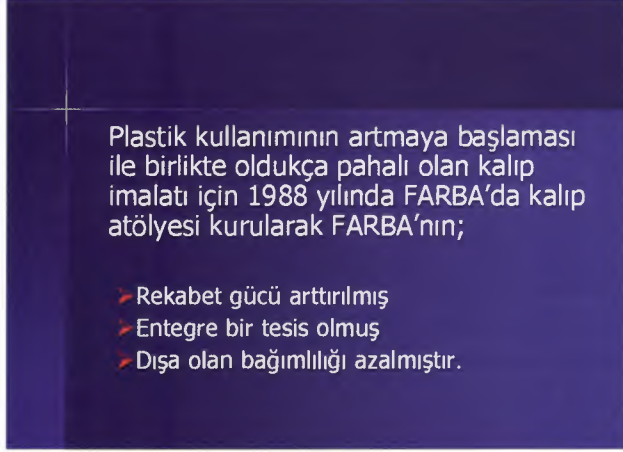 Plastik kullanımının artmaya başlaması
ile birlikte oldukça pahalı olan kalıp
imalatı için 1988 yılında FARBA'da kalıp
atölyesi kurularak FARBA'nın;
Rekabet gücü arttırılmış
Entegre bir tesis olmuş
Dışa olan bağımlılığı azalmıştır.